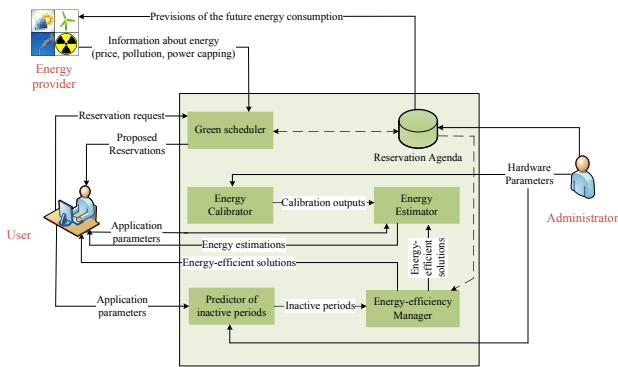 Previsions of the future energy consumption
Information about energy
(price, pollution, power capping)
Energy
provider
Reservation request
Green scheduler
Proposed
Reservations
Reservation Agenda
Hardware
Parameters
Administrator
Energy
Calibrator
Calibration outputs
Energy
Estimator
User
Application
parameters
Energy estimations
Energy-efficient solutions
Energy-
efficient
solutions
Application
parameters
Predictor of
inactive periods
Inactive periods
Energy-efficiency
Manager